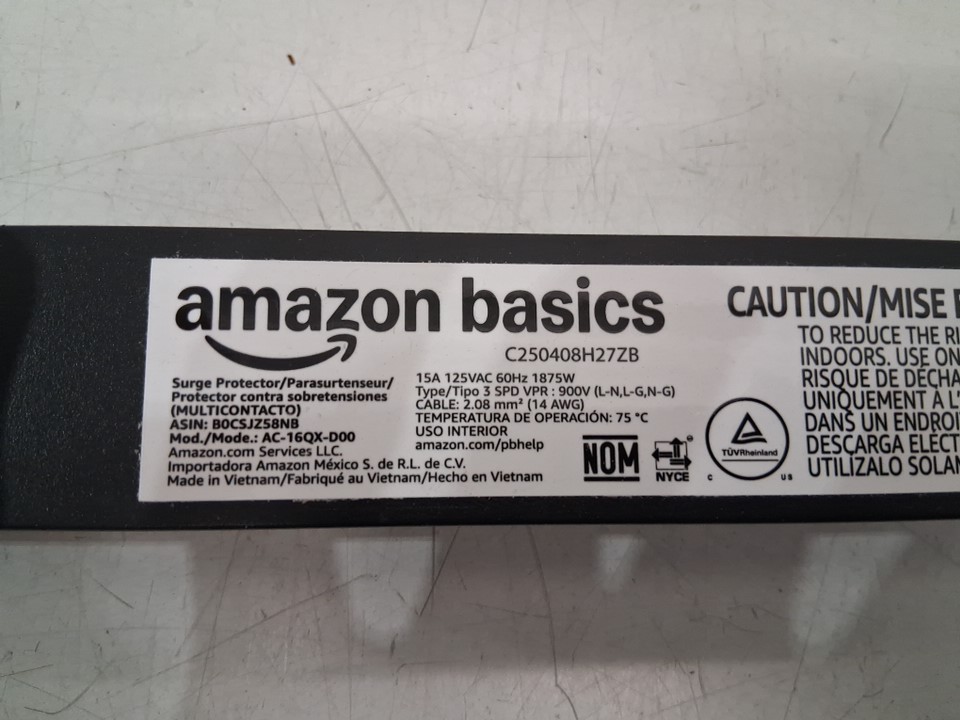 amazon basics
C250408H27ZB
Surge Protector/Parasurtenseur/
Protector contra sobretensiones
(MULTICONTACTO)
ASIN: B0CSJZ58NB
Mod./Mode.: AC-16QX-D00
Amazon.com Services LLC.
Importadora Amazon México S. de R.L. de C.V.
Made in Vietnam/Fabriqué au Vietnam/Hecho en Vietnam
15A 125VAC 60Hz 1875W
Type/Tipo 3 SPD VPR : 900V (L-N,L-G,N-G)
CABLE: 2.08 mm² (14 AWG)
TEMPERATURA DE OPERACIÓN: 75 °C
USO INTERIOR
amazon.com/pbhelp
NOM
NYCE
TÜVRheinland
C US
CAUTION/MISE
TO REDUCE THE
INDOORS. USE
RISQUE DE
UNIQUEMENT À
DANS UN
DESCARGA
UTILÍZALO